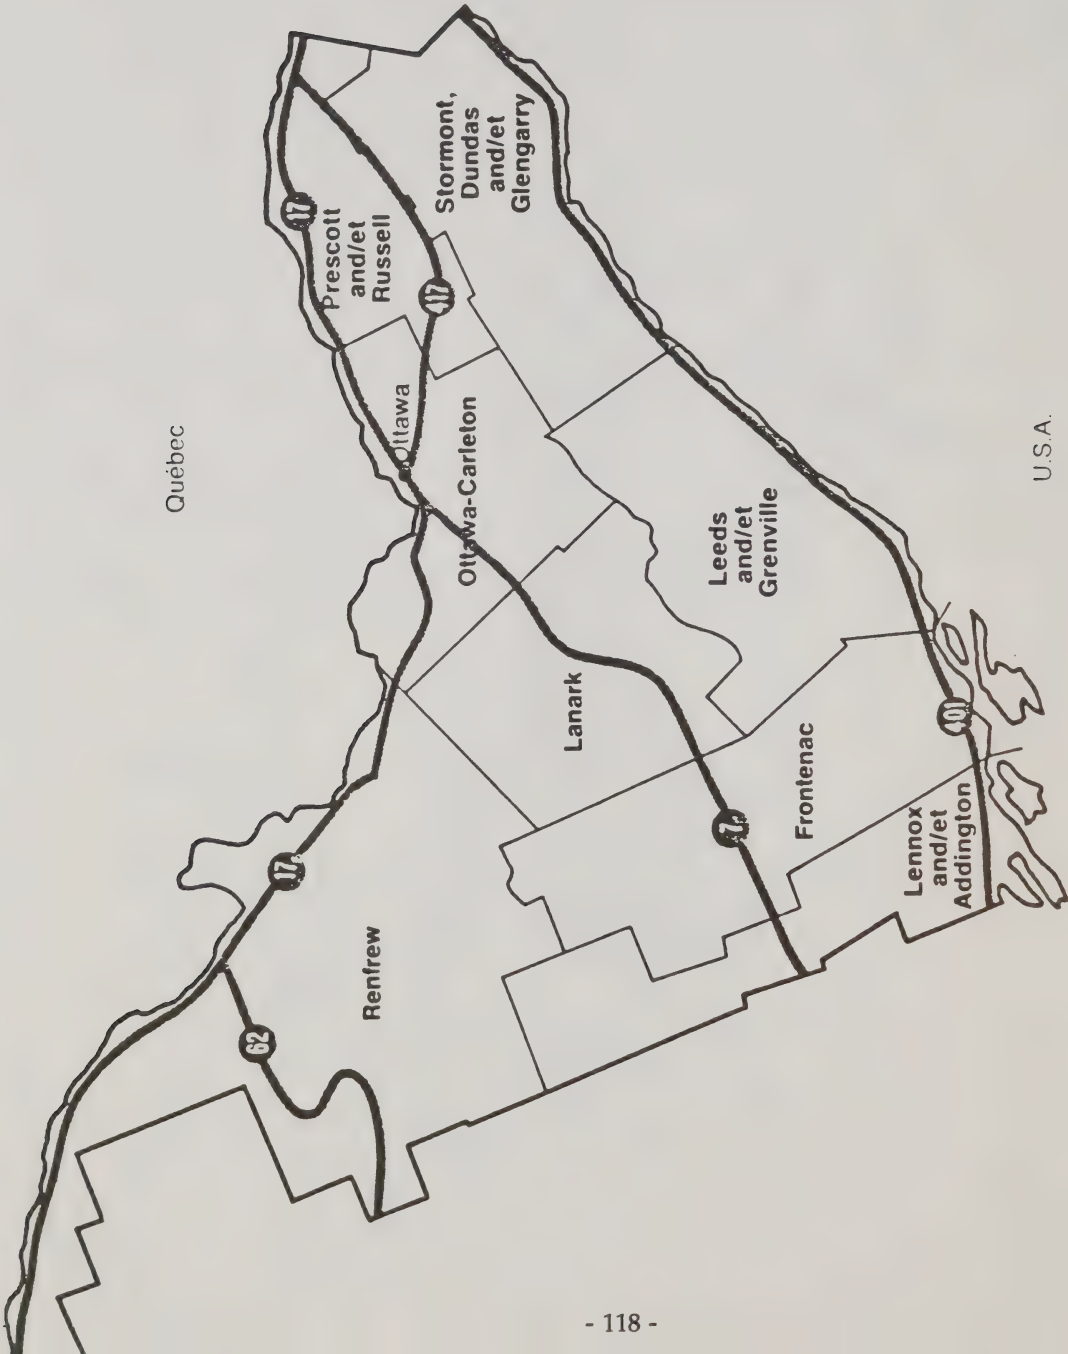 Québec
17
Prescott
and/et
Russell
Stormont,
Dundas
and/et
Glengarry
Ottawa
Ottawa-Carleton
Leeds
and/et
Grenville
Lanark
Renfrew
62
17
7
Frontenac
401
Lennox
and/et
Addington
U.S.A.
- 118 -